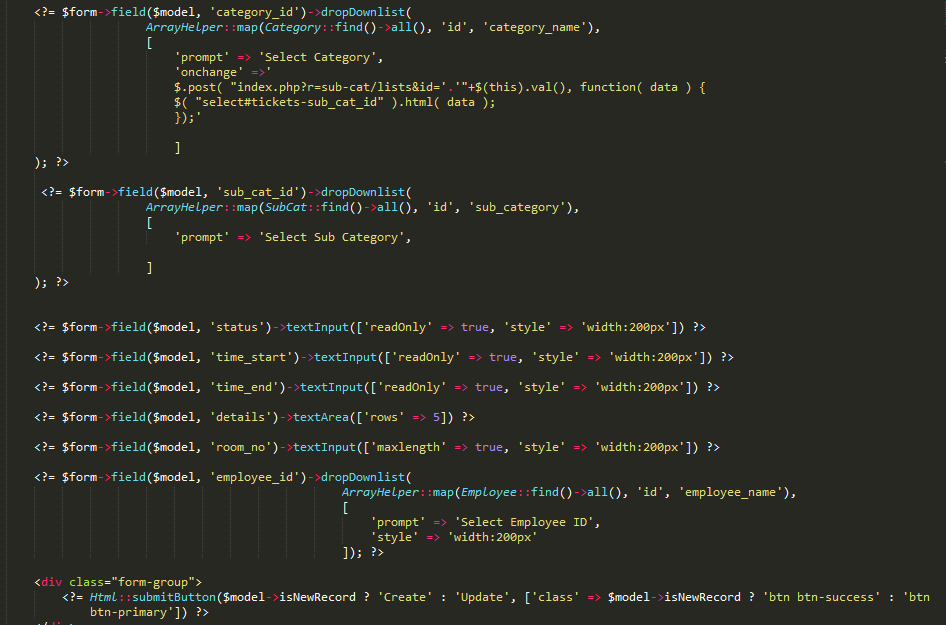 <?= $form->field($model, 'category_id')->dropDownlist(
ArrayHelper::map(Category::find()->all(), 'id', 'category_name'),
[
'prompt' => 'Select Category',
'onchange' =>'
$.post( "index.php?r=sub-cat/lists&id='.'"+$(this).val(), function( data ) {
$( "select#tickets-sub_cat_id" ).html( data );
});'
]
); ?>
<?= $form->field($model, 'sub_cat_id')->dropDownlist(
ArrayHelper::map(SubCat::find()->all(), 'id', 'sub_category'),
[
'prompt' => 'Select Sub Category',
]
); ?>
<?= $form->field($model, 'status')->textInput(['readOnly' => true, 'style' => 'width:200px']) ?>
<?= $form->field($model, 'time_start')->textInput(['readOnly' => true, 'style' => 'width:200px']) ?>
<?= $form->field($model, 'time_end')->textInput(['readOnly' => true, 'style' => 'width:200px']) ?>
<?= $form->field($model, 'details')->textArea(['rows' => 5]) ?>
<?= $form->field($model, 'room_no')->textInput(['maxlength' => true, 'style' => 'width:200px']) ?>
<?= $form->field($model, 'employee_id')->dropDownlist(
ArrayHelper::map(Employee::find()->all(), 'id', 'employee_name'),
[
'prompt' => 'Select Employee ID',
'style' => 'width:200px'
]); ?>
<div class="form-group">
<?= Html::submitButton($model->isNewRecord ? 'Create' : 'Update', ['class' => $model->isNewRecord ? 'btn btn-success' : 'btn
btn-primary']) ?>